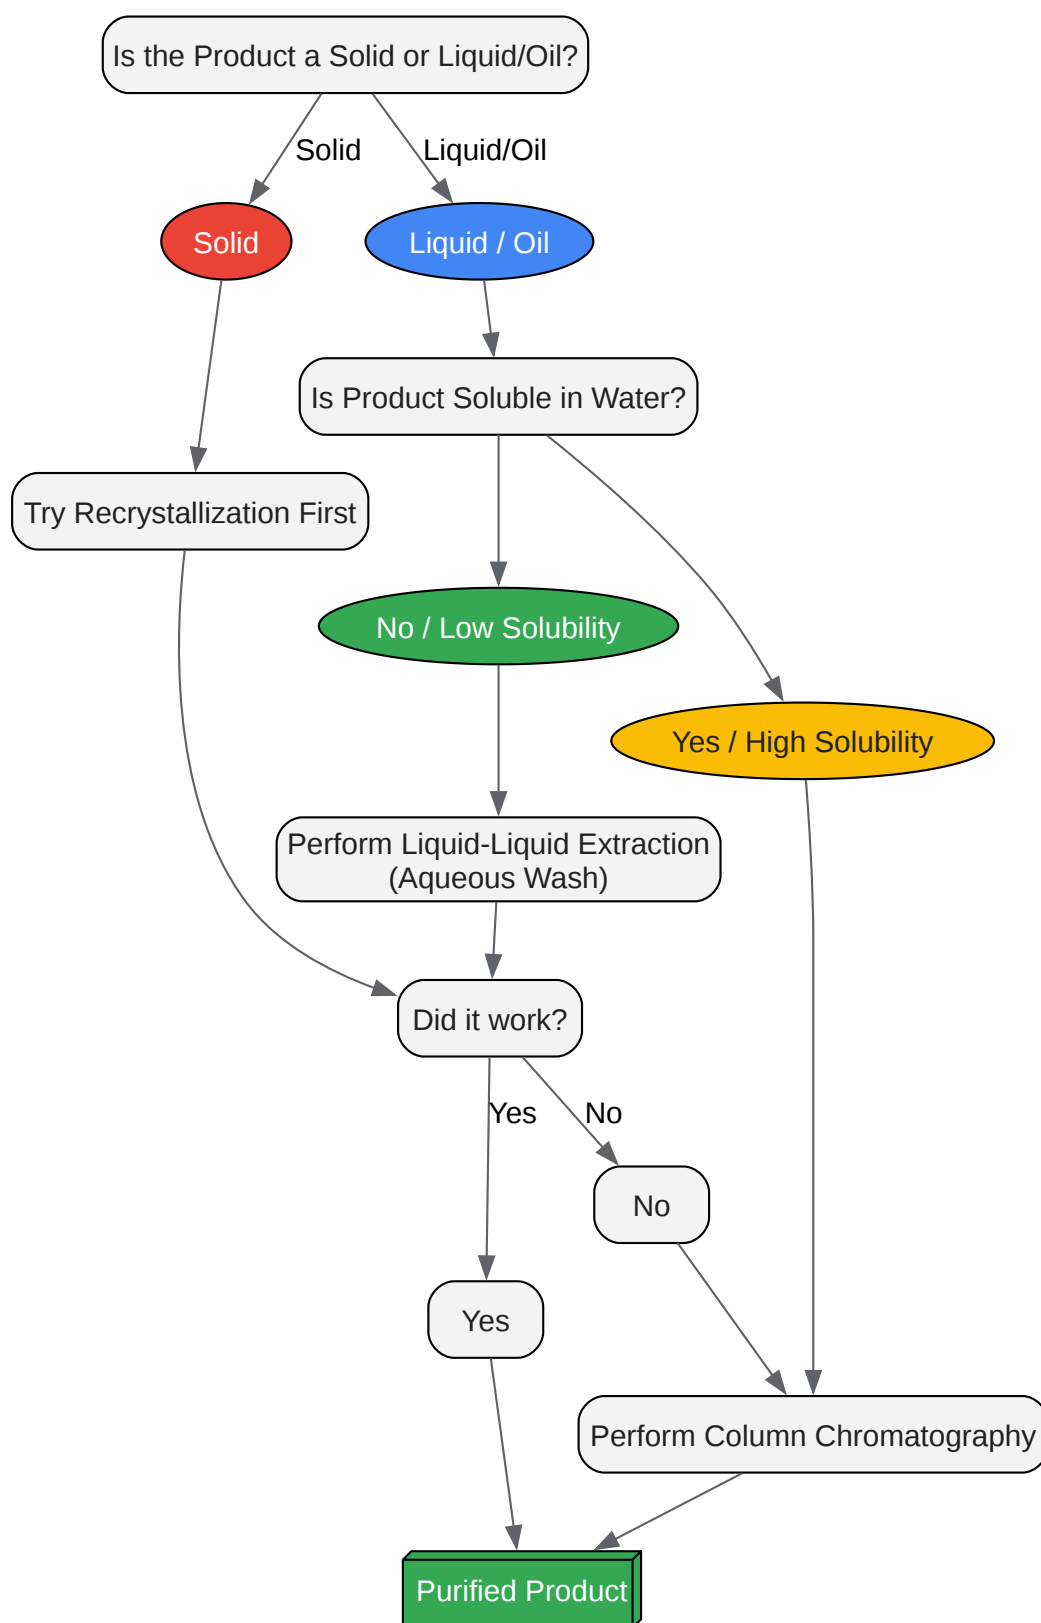 Is the Product a Solid or Liquid/Oil?
Solid
Liquid/Oil
Solid
Liquid / Oil
Is Product Soluble in Water?
Try Recrystallization First
No / Low Solubility
Yes / High Solubility
Perform Liquid-Liquid Extraction
(Aqueous Wash)
Did it work?
Yes
No
No
Yes
Perform Column Chromatography
Purified Product